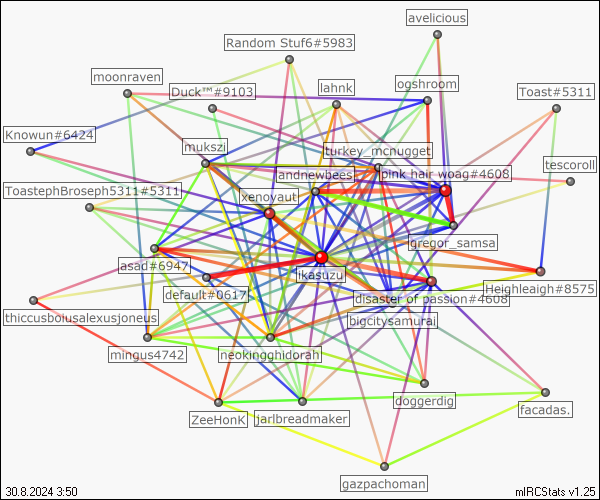 avelicious
Random Stuf6#5983
moonraven
Duck™#9103
lahnk
ogshroom
Toast#5311
Knowun#6424
mukszi
turkey_mcnugget
tescoroll
andrewbees
pink hair woag#4608
ToastephBroseph5311#5311
xenoyaut
gregor_samsa
asad#6947
ikasuzu
default#0617
disaster of passion#4608
Heighleaigh#8575
thiccusboiusalexusjoneus
bigcitysamurai
mingus4742
neokingghidorah
doggerdig
facadas.
ZeeHonK
jarlbreadmaker
gazpachoman
30.8.2024 3:50
mIRCStats v1.25